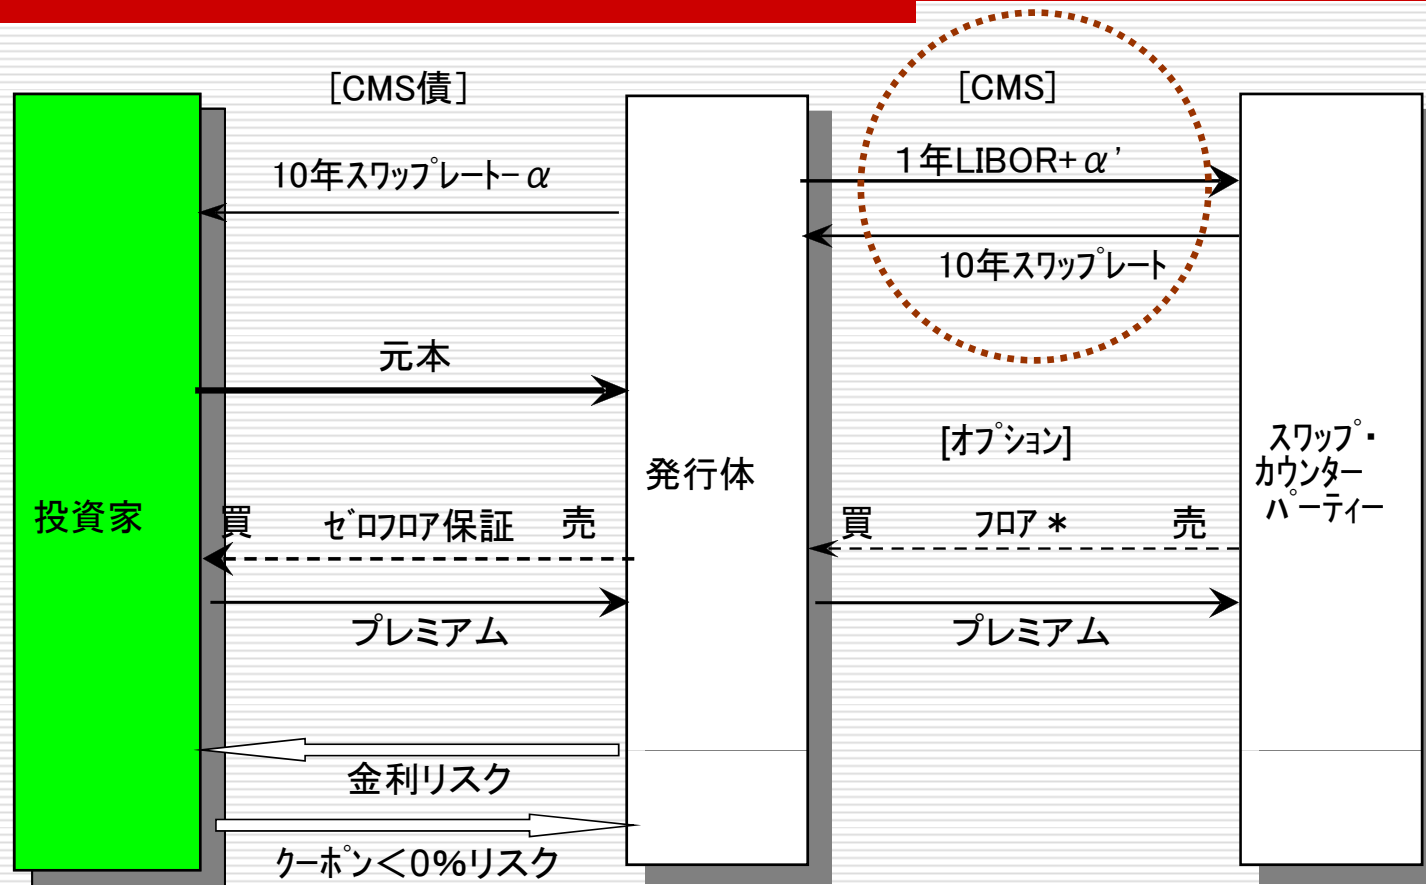 [CMS債]
[CMS]
10年ｽﾜｯﾌﾟﾚｰﾄ-α
１年LIBOR+α’
10年ｽﾜｯﾌﾟﾚｰﾄ
元本
[ｵﾌﾟｼｮﾝ]
投資家
発行体
ｽﾜｯﾌﾟ・
ｶｳﾝﾀｰ
ﾊﾟｰﾃｨｰ
買 ｾﾞﾛﾌﾛｱ保証 売
買 ﾌﾛｱ＊ 売
プレミアム
プレミアム
金利リスク
ｸｰﾎﾟﾝ＜0%リスク